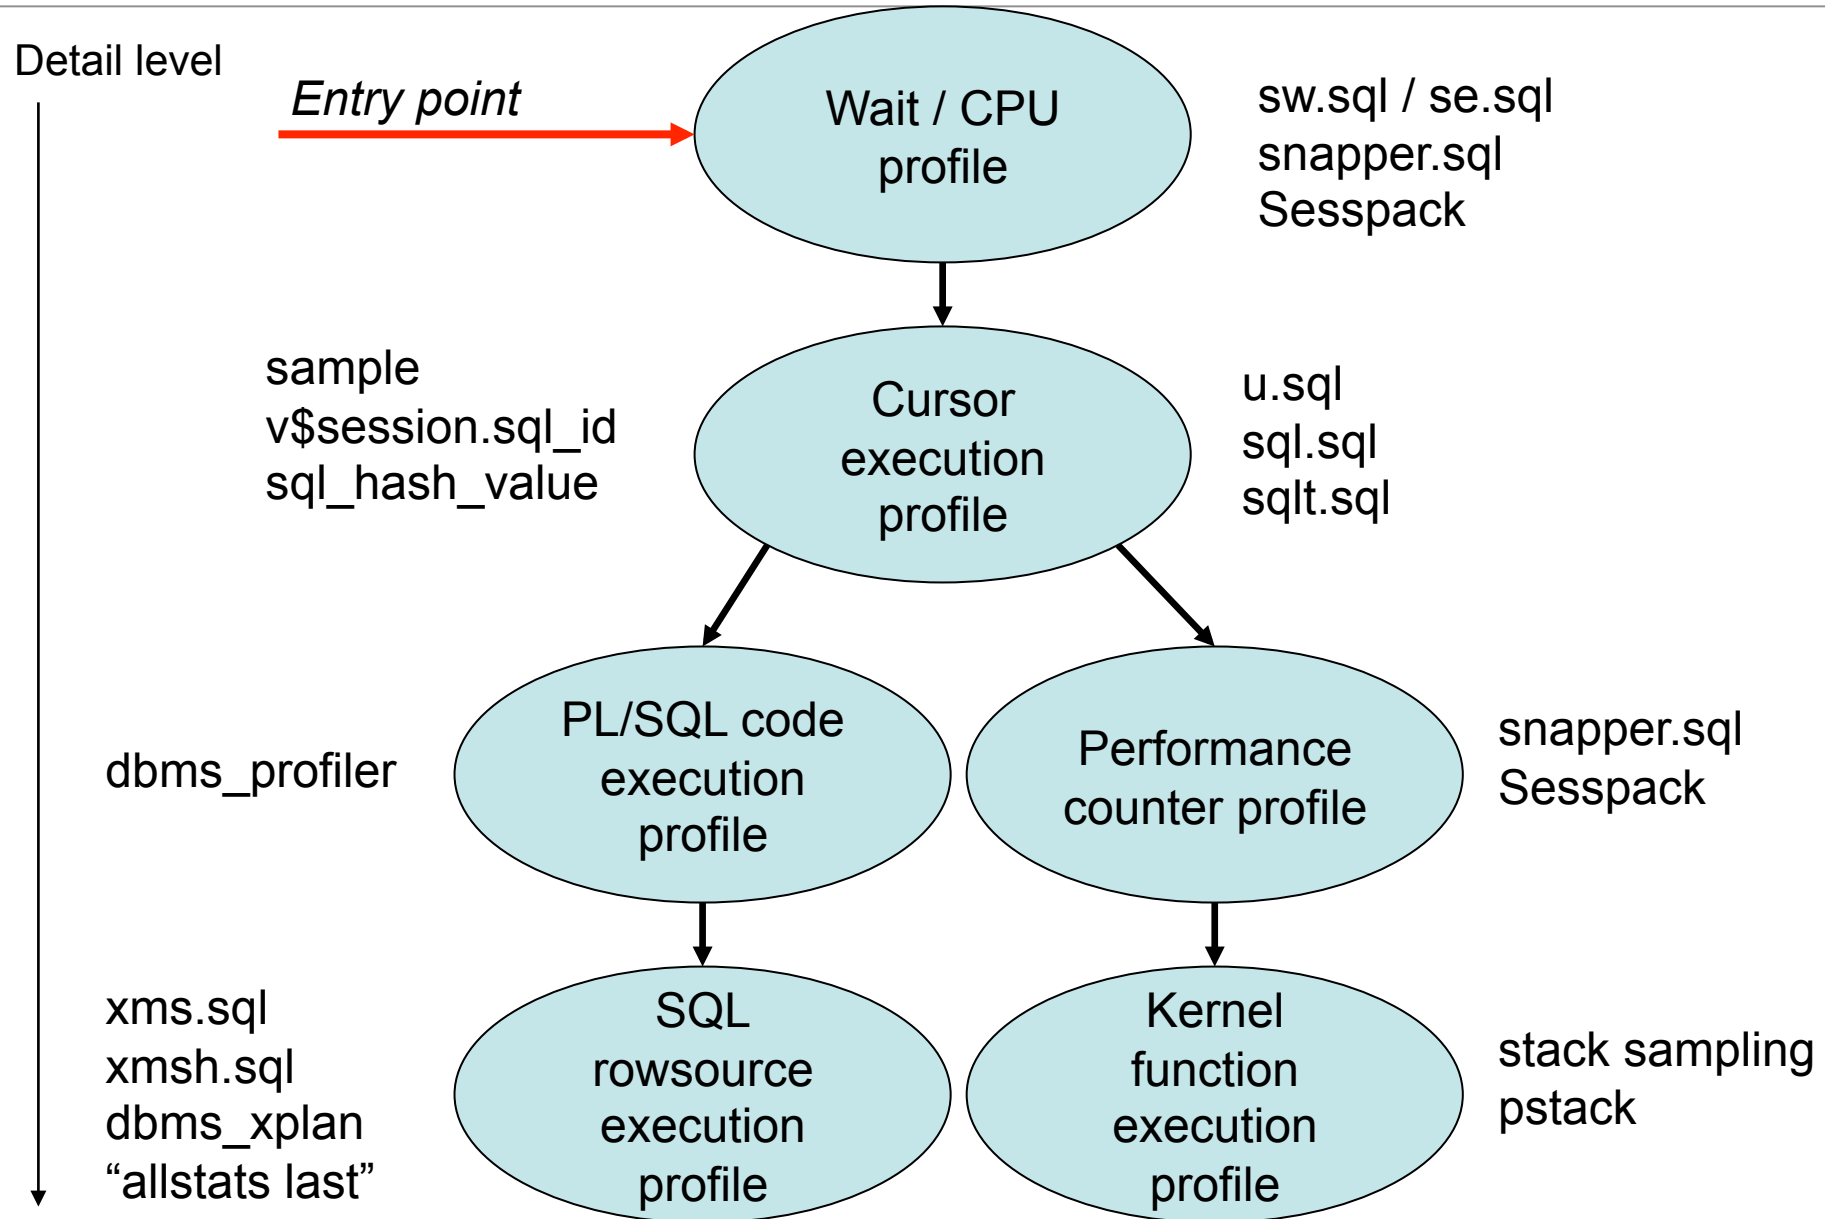 Detail level
Entry point
Wait / CPU
profile
sw.sql / se.sql
snapper.sql
Sesspack
sample
v$session.sql_id
sql_hash_value
Cursor
execution
profile
u.sql
sql.sql
sqlt.sql
dbms_profiler
PL/SQL code
execution
profile
Performance
counter profile
snapper.sql
Sesspack
xms.sql
xmsh.sql
dbms_xplan
“allstats last”
SQL
rowsource
execution
profile
Kernel
function
execution
profile
stack sampling
pstack